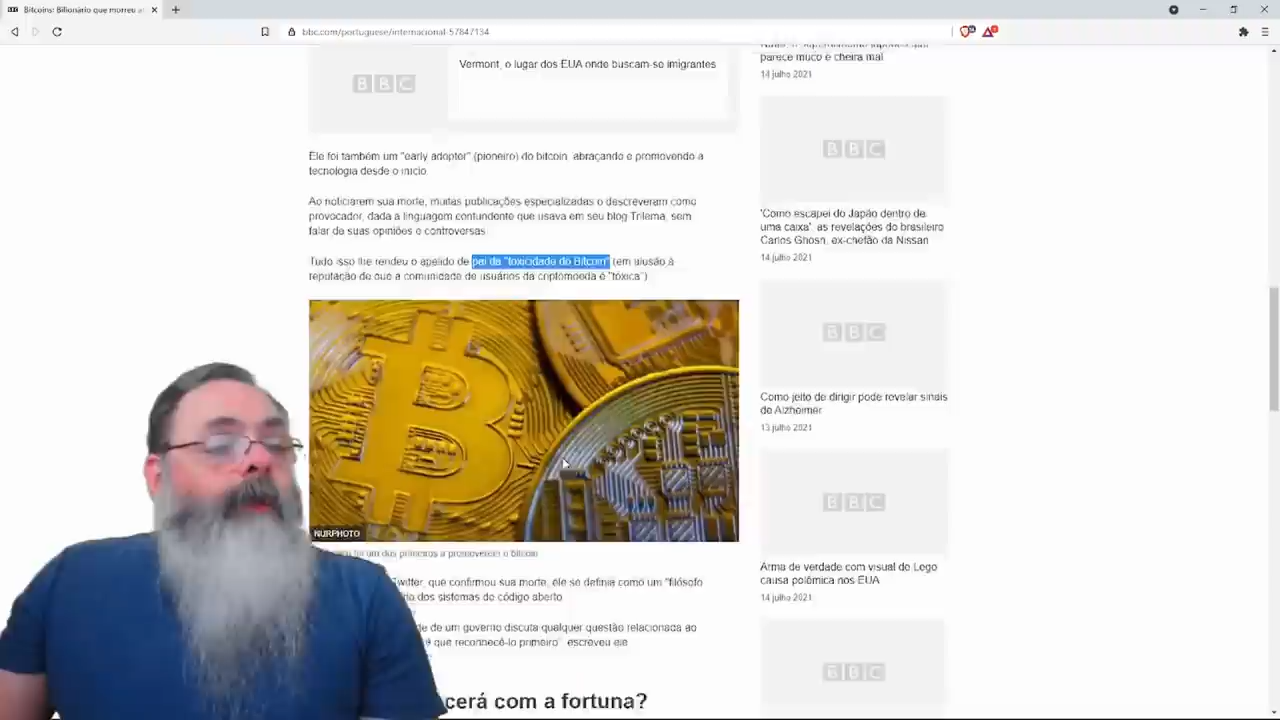 Bitcoins: Bilionário que morreu a
bbc.com/portuguese/internacional-57847134
BBC
Vermont, o lugar dos EUA onde buscam-se imigrantes
Ele foi também um "early adopter" (pioneiro) do bitcoin, abraçando e promovendo a
tecnologia desde o início.
Ao noticiarem sua morte, muitas publicações especializadas o descreveram como
provocador, dada a linguagem contundente que usava em seu blog Trilema, sem
falar de suas opiniões e controversas.
Tudo isso lhe rendeu o apelido de pai da "toxicidade do Bitcoin" (em alusão à
reputação de que a comunidade de usuários da criptomoeda é "tóxica")
NURPHOTO
foi um dos primeiros a promover o bitcoin
Twitter, que confirmou sua morte, ele se definia como um "filósofo
dos sistemas de código aberto
de um governo discuta qualquer questão relacionada ao
é que reconhecê-lo primeiro", escreveu ele
cerá com a fortuna?
parece muco e cheira mal
14 julho 2021
BBC
'Como escapei do Japão dentro de
uma caixa': as revelações do brasileiro
Carlos Ghosn, ex-chefão da Nissan
14 julho 2021
BBC
Como jeito de dirigir pode revelar sinais
de Alzheimer
13 julho 2021
BBC
Arma de verdade com visual de Lego
causa polêmica nos EUA
14 julho 2021
BBC